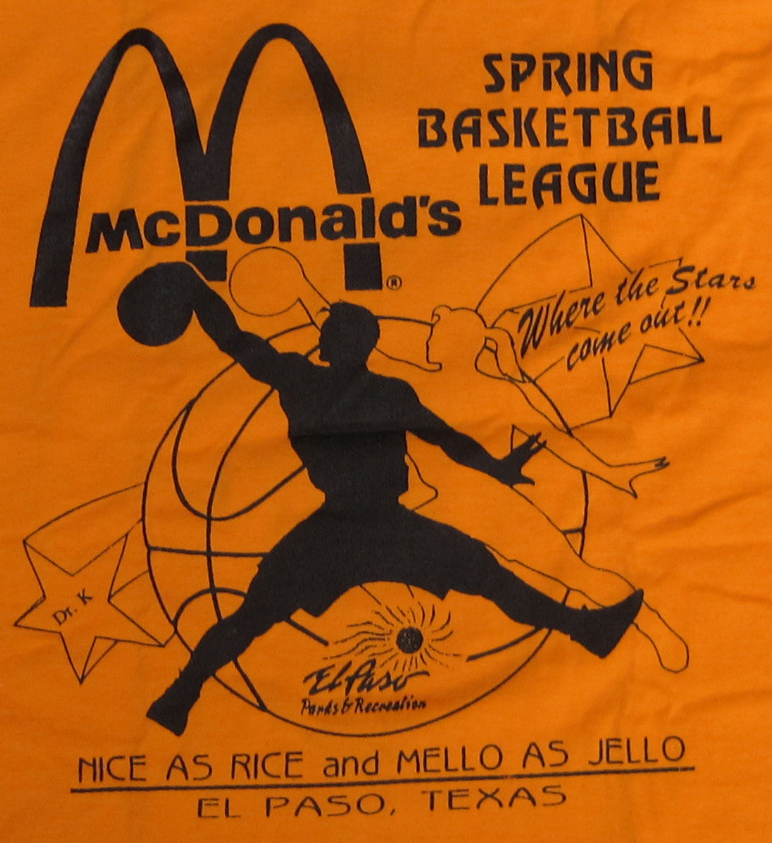 SPRING
BASKETBALL
LEAGUE
McDonald's
®
Where the Stars
come out!!
Dr. K
El Paso
Parks & Recreation
NICE AS RICE and MELLO AS JELLO
EL PASO, TEXAS